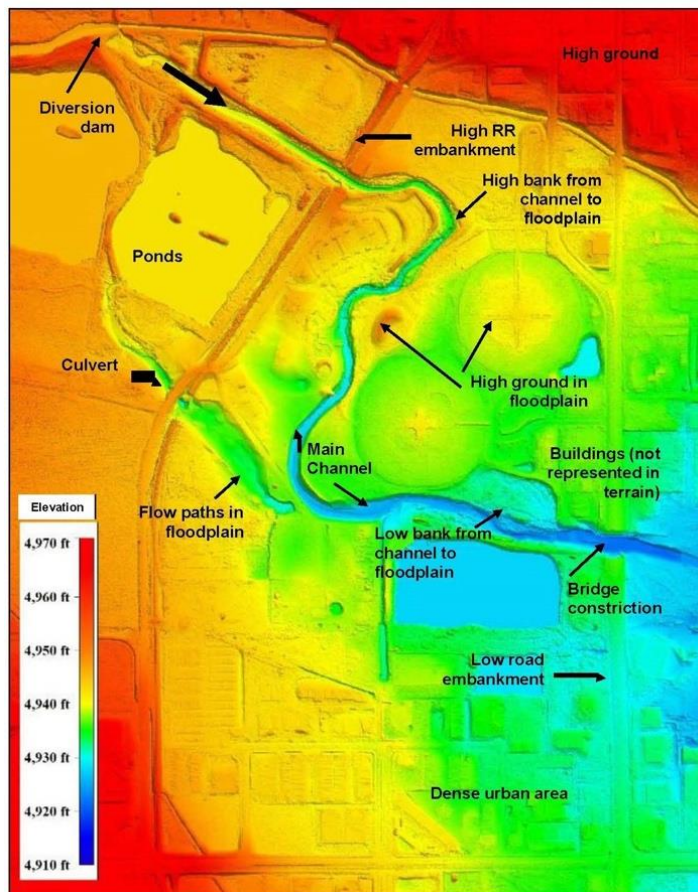 High ground
Diversion
dam
High RR
embankment
High bank from
channel to
floodplain
Ponds
Culvert
High ground in
floodplain
Main
Channel
Buildings (not
represented in
terrain)
Flow paths in
floodplain
Low bank from
channel to
floodplain
Bridge
constriction
Low road
embankment
Dense urban area
Elevation
4,970 ft
4,960 ft
4,950 ft
4,940 ft
4,930 ft
4,920 ft
4,910 ft